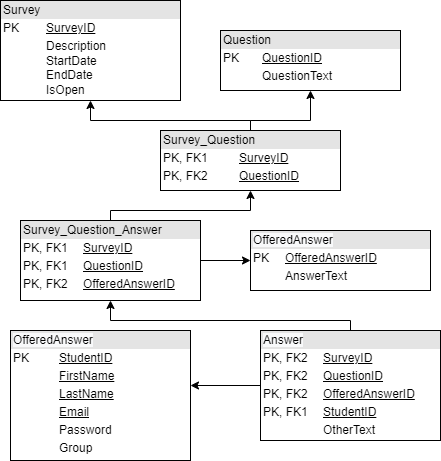 Survey
PK SurveyID
Description
StartDate
EndDate
IsOpen
Question
PK QuestionID
QuestionText
Survey_Question
PK, FK1 SurveyID
PK, FK2 QuestionID
Survey_Question_Answer
PK, FK1 SurveyID
PK, FK1 QuestionID
PK, FK2 OfferedAnswerID
OfferedAnswer
PK OfferedAnswerID
AnswerText
OfferedAnswer
PK StudentID
FirstName
LastName
Email
Password
Group
Answer
PK, FK2 SurveyID
PK, FK2 QuestionID
PK, FK2 OfferedAnswerID
PK, FK1 StudentID
OtherText